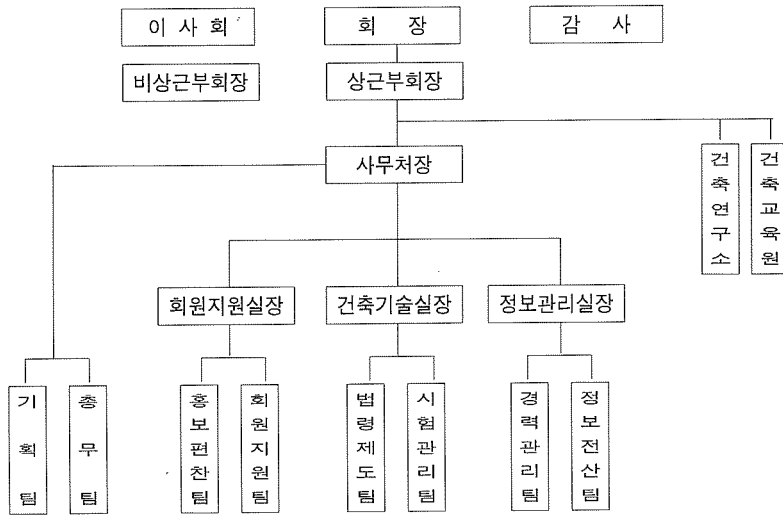 이 사 회
회 장
감 사
비상근부회장
상근부회장
사무처장
건축연구소
건축교육원
회원지원실장
건축기술실장
정보관리실장
기획팀
총무팀
홍보편찬팀
회원지원팀
법령제도팀
시험관리팀
경력관리팀
정보전산팀